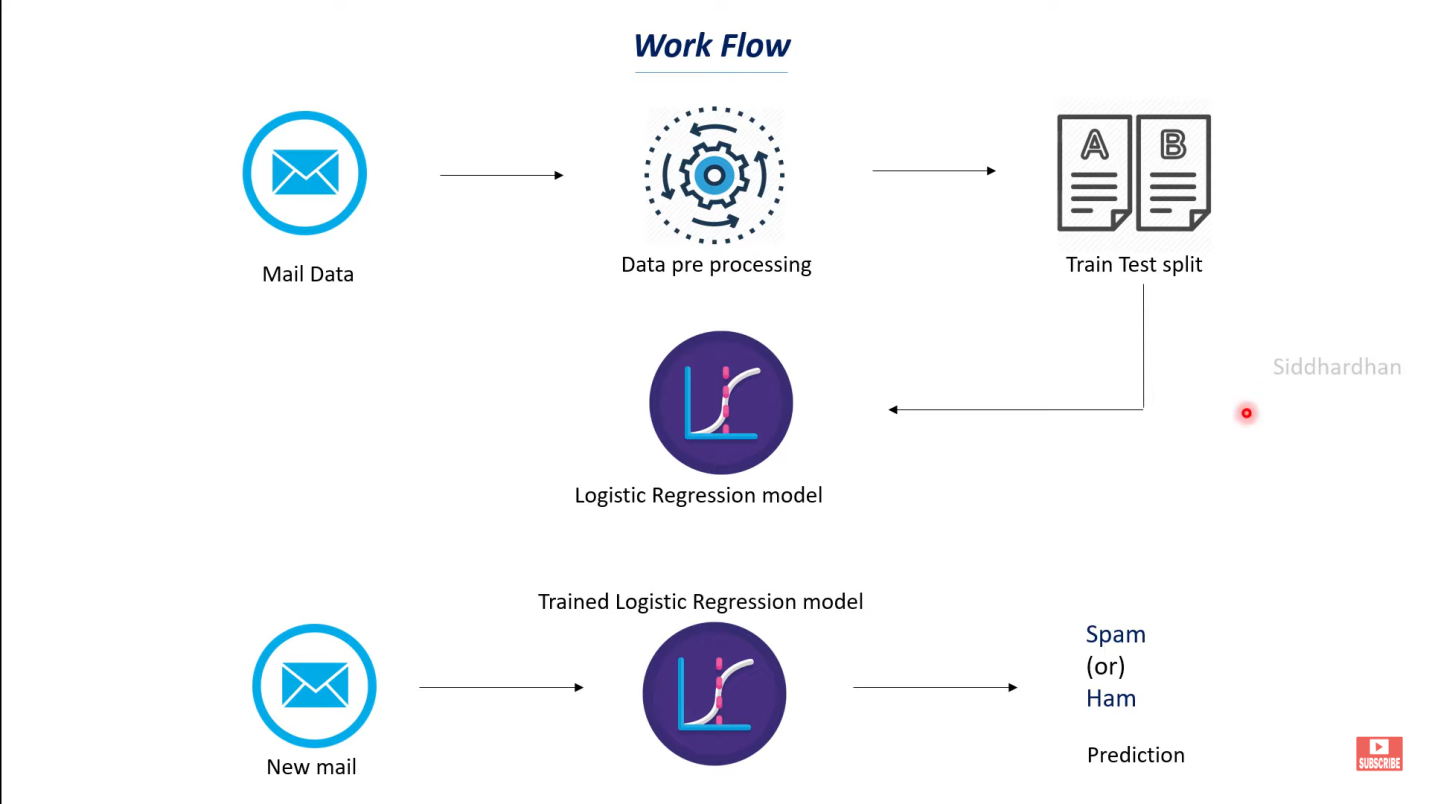 Work Flow
A B
Mail Data
Data pre processing
Train Test split
Siddhardhan
Logistic Regression model
Trained Logistic Regression model
Spam
(or)
Ham
New mail
Prediction
SUBSCRIBE